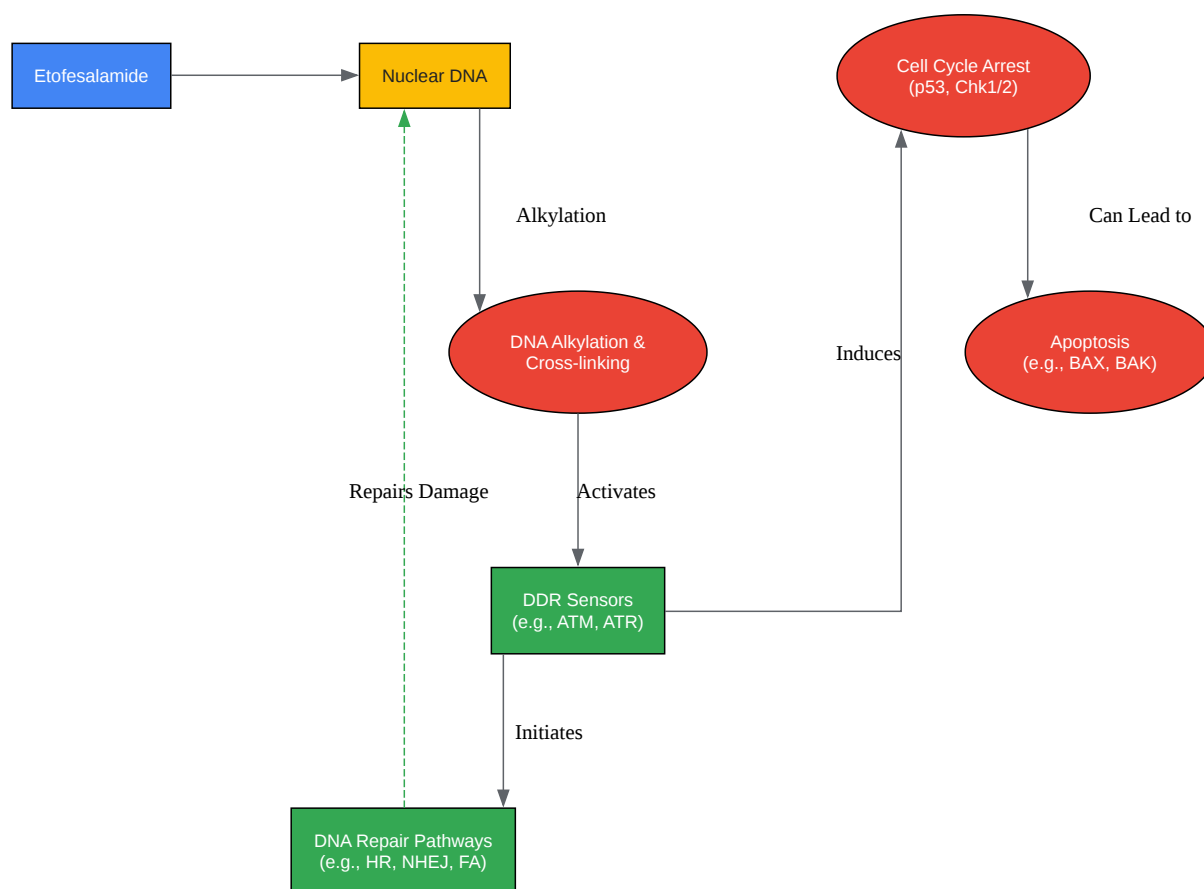 Etofesalamide
Nuclear DNA
Cell Cycle Arrest
(p53, Chk1/2)
Alkylation
Can Lead to
DNA Alkylation &
Cross-linking
Induces
Apoptosis
(e.g., BAX, BAK)
Repairs Damage
Activates
DDR Sensors
(e.g., ATM, ATR)
Initiates
DNA Repair Pathways
(e.g., HR, NHEJ, FA)